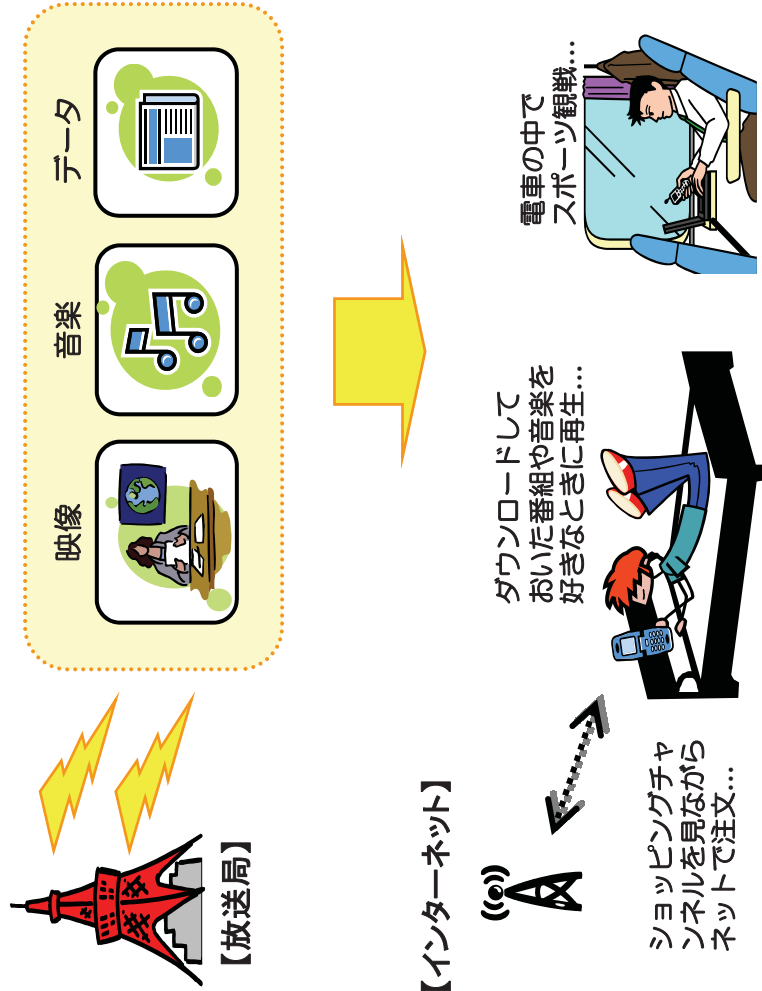 【放送局】
映像
音楽
データ
【インターネット】
ショッピングチャ
ンネルを見ながら
ネットで注文…
ダウンロードして
おいた番組や音楽を
好きなときに再生…
電車の中で
スポーツ観戦…